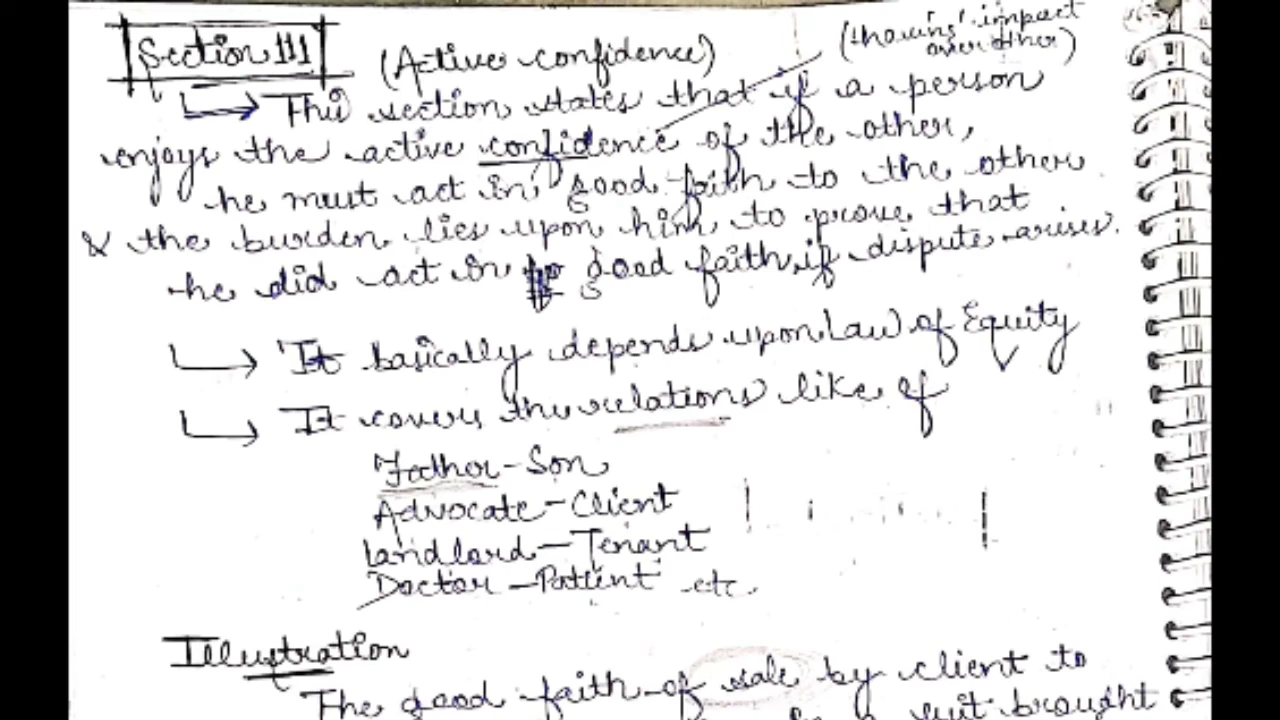 Section 111 (Active confidence) (having impact over other)
This section states that if a person
enjoys the active confidence of the other,
he must act in good faith to the other
& the burden lies upon him to prove that
he did act in good faith, if dispute arises.
It basically depends upon Law of Equity
It covers the relations like of
Father-Son
Advocate-Client
Landlord-Tenant
Doctor-Patient etc.
Illustration
The good faith of sale by client to
suit brought